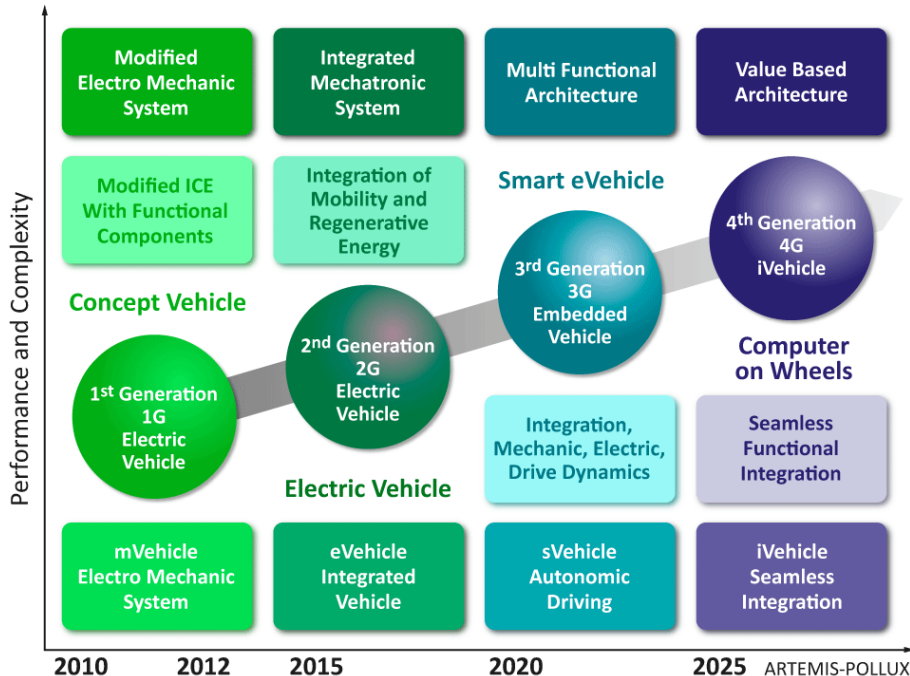 Performance and Complexity
Modified
Electro Mechanic
System
Integrated
Mechatronic
System
Multi Functional
Architecture
Value Based
Architecture
Modified ICE
With Functional
Components
Integration of
Mobility and
Regenerative
Energy
Smart eVehicle
4th Generation
4G
iVehicle
Concept Vehicle
3rd Generation
3G
Embedded
Vehicle
2nd Generation
2G
Electric
Vehicle
Computer
on Wheels
1st Generation
1G
Electric
Vehicle
Electric Vehicle
Integration,
Mechanic, Electric,
Drive Dynamics
Seamless
Functional
Integration
mVehicle
Electro Mechanic
System
eVehicle
Integrated
Vehicle
sVehicle
Autonomic
Driving
iVehicle
Seamless
Integration
2010 2012 2015 2020 2025 ARTEMIS-POLLUX